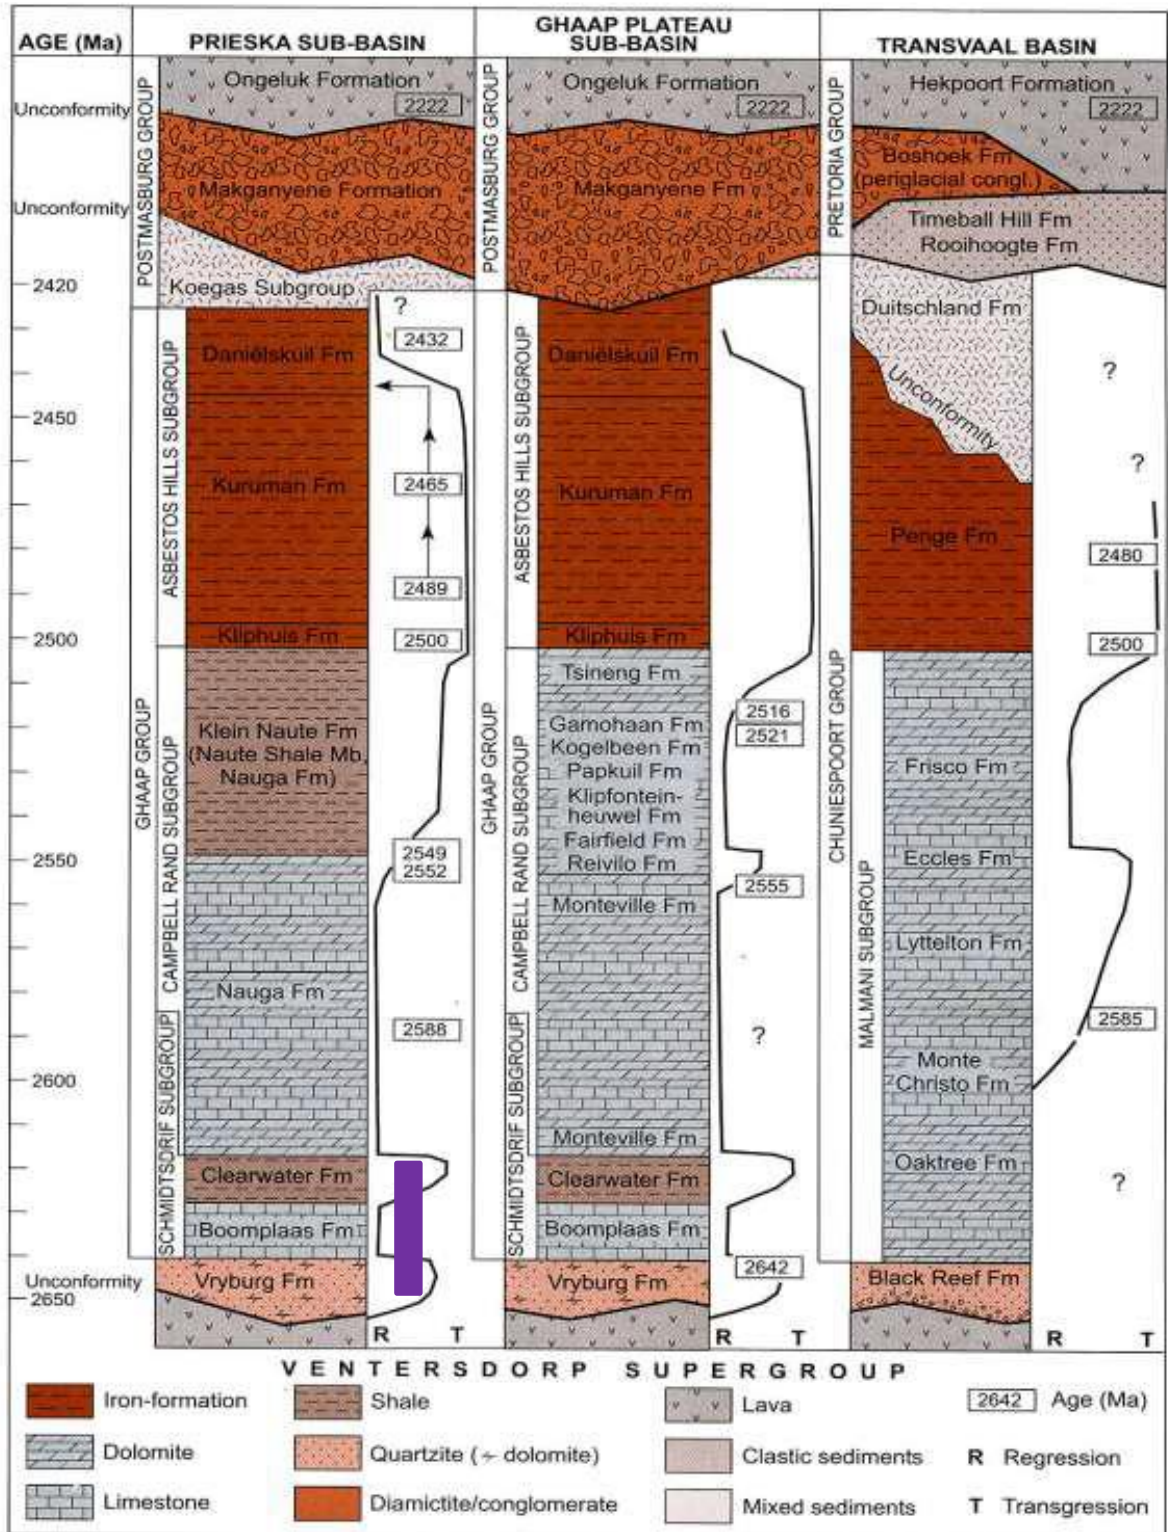 AGE (Ma)
PRIESKA SUB-BASIN
GHAAP PLATEAU
SUB-BASIN
TRANSVAAL BASIN
Unconformity
Unconformity
2420
2450
2500
2550
2600
Unconformity
2650
POSTMASBURG GROUP
GHAAP GROUP
ASBESTOS HILLS SUBGROUP
CAMPBELL RAND SUBGROUP
SCHMIDTSDRIF SUBGROUP
Ongeluk Formation
2222
Makganyene Formation
Koegas Subgroup
?
Daniëlskuil Fm
2432
Kuruman Fm
2465
2489
Kliphuis Fm
2500
Klein Naute Fm
(Naute Shale Mb,
Nauga Fm)
2549
2552
Nauga Fm
2588
Clearwater Fm
Boomplaas Fm
Vryburg Fm
R T
POSTMASBURG GROUP
GHAAP GROUP
ASBESTOS HILLS SUBGROUP
CAMPBELL RAND SUBGROUP
SCHMIDTSDRIF SUBGROUP
Ongeluk Formation
2222
Makganyene Fm
Daniëlskuil Fm
Kuruman Fm
Kliphuis Fm
Tsineng Fm
2516
Gamohaan Fm
2521
Kogelbeen Fm
Papkuil Fm
Klipfontein-
heuwel Fm
Fairfield Fm
Reivilo Fm
2555
Monteville Fm
?
Monteville Fm
Clearwater Fm
Boomplaas Fm
2642
Vryburg Fm
R T
PRETORIA GROUP
CHUNIESPOORT GROUP
MALMANI SUBGROUP
Hekpoort Formation
2222
Boshoek Fm
(periglacial congl.)
Timeball Hill Fm
Rooihoogte Fm
Duitschland Fm
?
Unconformity
?
Penge Fm
2480
2500
Frisco Fm
Eccles Fm
Lyttelton Fm
2585
Monte
Christo Fm
Oaktree Fm
?
Black Reef Fm
R T
VENTERSDORP SUPERGROUP
Iron-formation
Dolomite
Limestone
Shale
Quartzite (± dolomite)
Diamictite/conglomerate
Lava
Clastic sediments
Mixed sediments
2642 Age (Ma)
R Regression
T Transgression